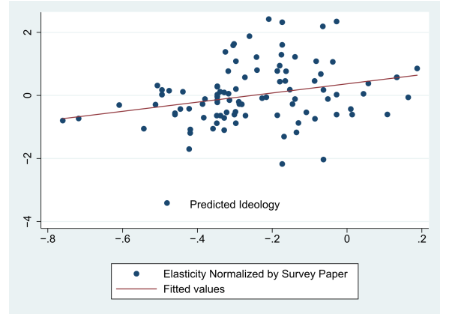 2
0
−2
−4
Predicted Ideology
−.8 −.6 −.4 −.2 0 .2
Elasticity Normalized by Survey Paper
Fitted values